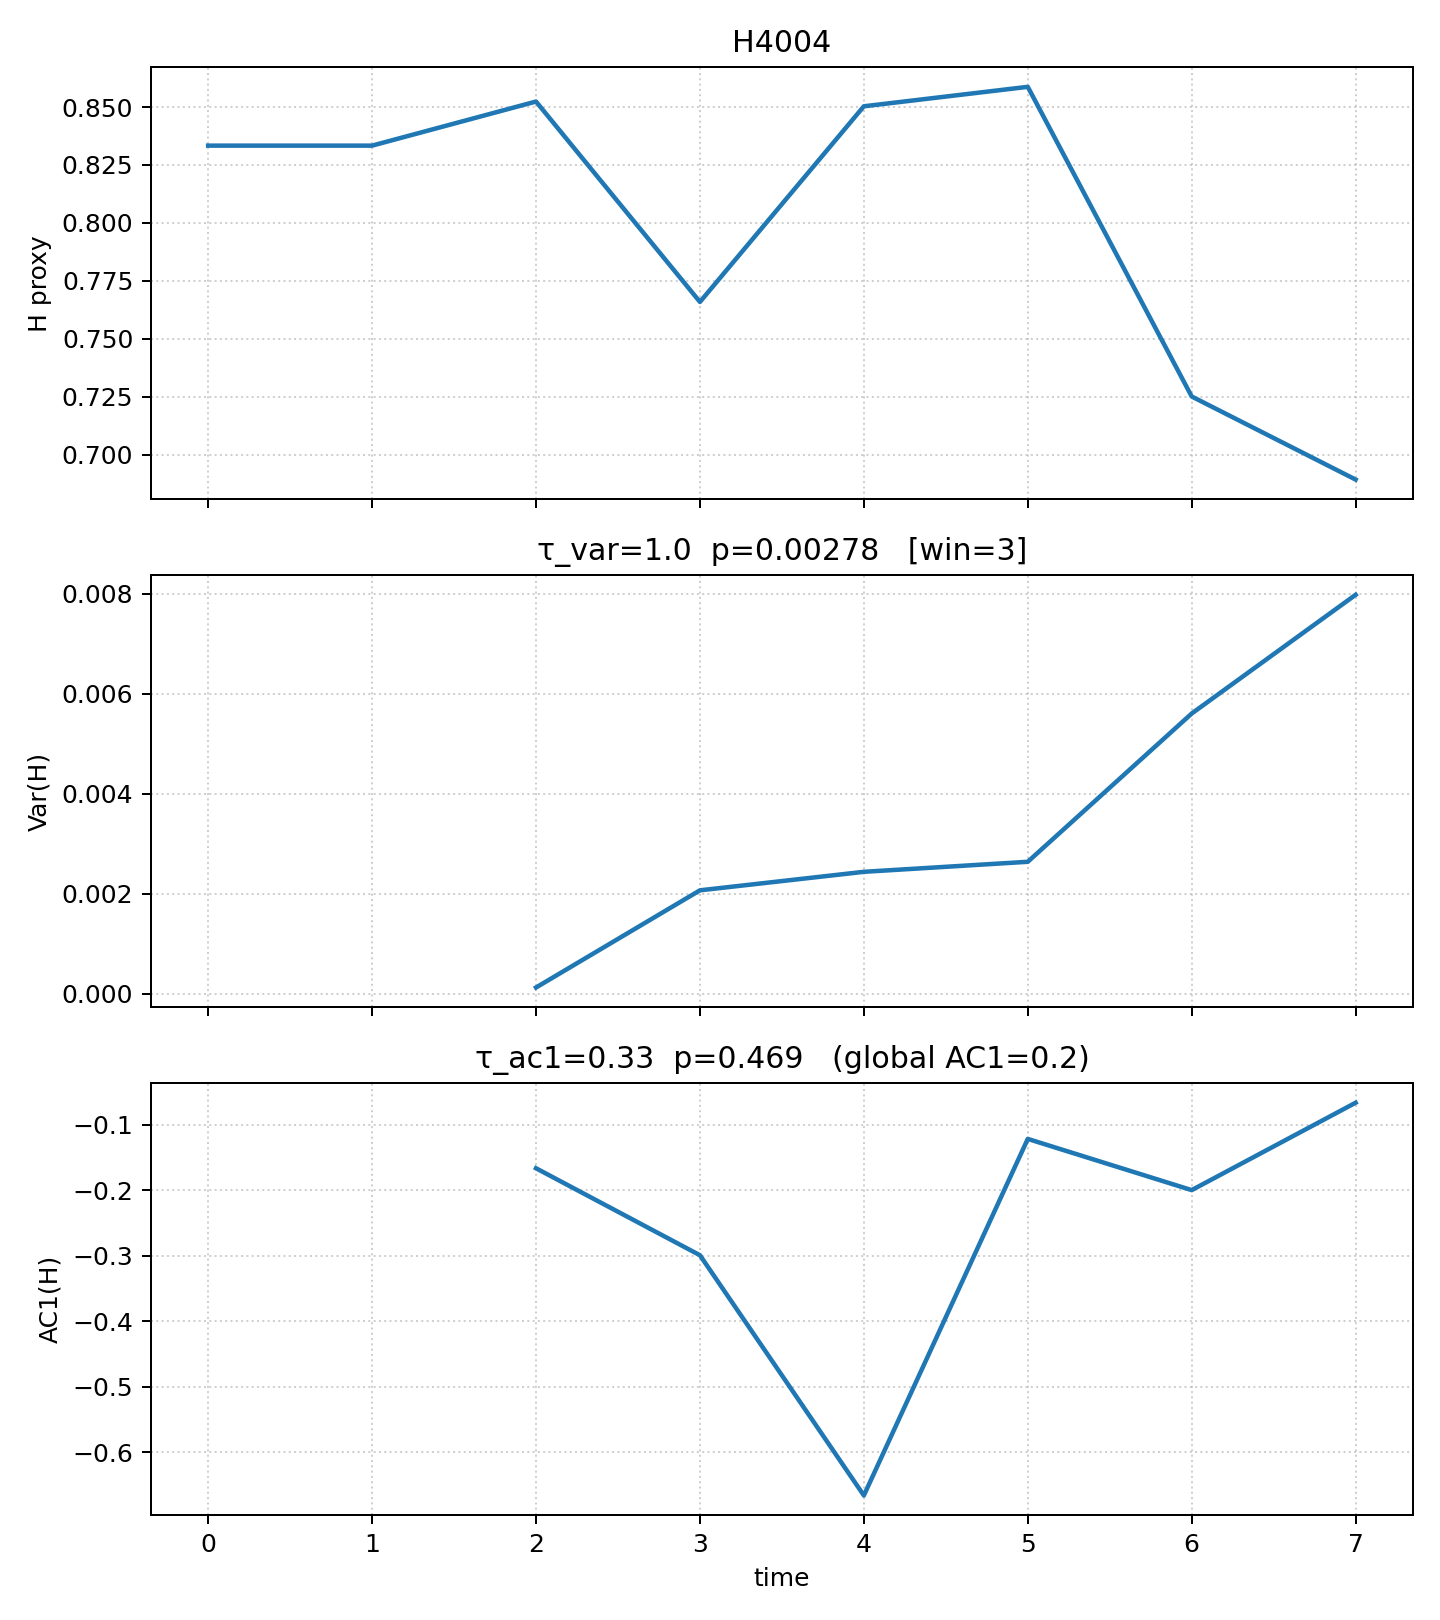 H4004
H proxy
0.850
0.825
0.800
0.775
0.750
0.725
0.700
τ_var=1.0 p=0.00278 [win=3]
Var(H)
0.008
0.006
0.004
0.002
0.000
τ_ac1=0.33 p=0.469 (global AC1=0.2)
AC1(H)
−0.1
−0.2
−0.3
−0.4
−0.5
−0.6
0 1 2 3 4 5 6 7
time